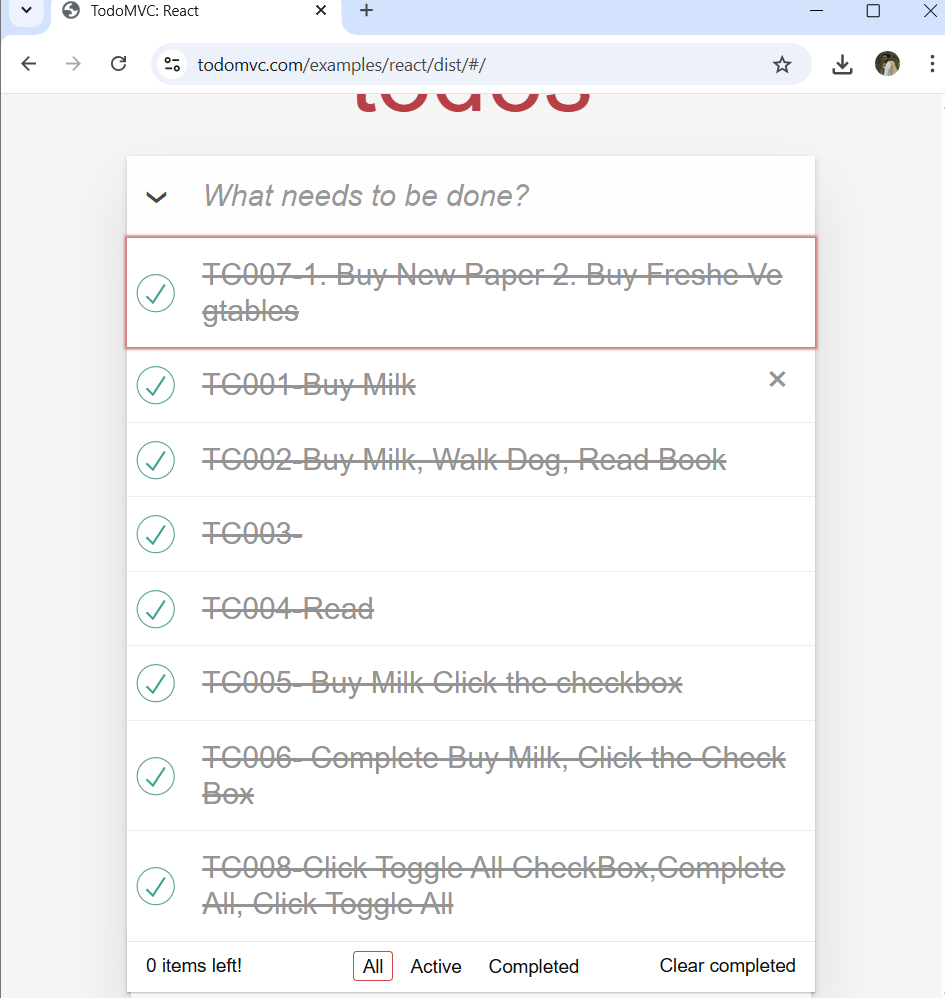 TodoMVC: React
todomvc.com/examples/react/dist/#/
todos
What needs to be done?
TC007-1. Buy New Paper 2. Buy Freshe Ve
gtables
TC001-Buy Milk
TC002-Buy Milk, Walk Dog, Read Book
TC003-
TC004-Read
TC005- Buy Milk Click the checkbox
TC006- Complete Buy Milk, Click the Check
Box
TC008-Click Toggle All CheckBox,Complete
All, Click Toggle All
0 items left!
All
Active
Completed
Clear completed